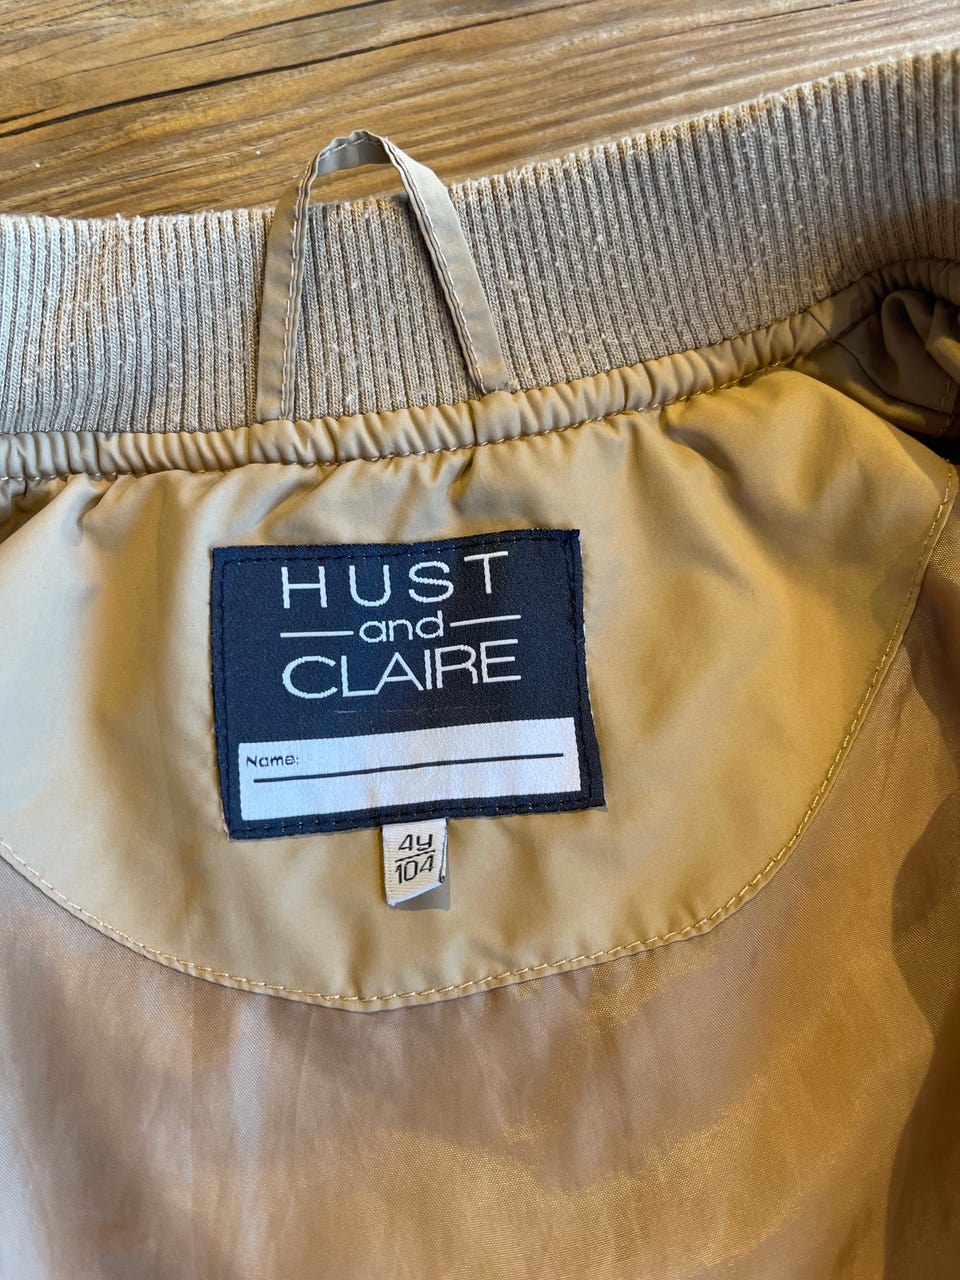 HUST
and
CLAIRE
Name:
4y
104